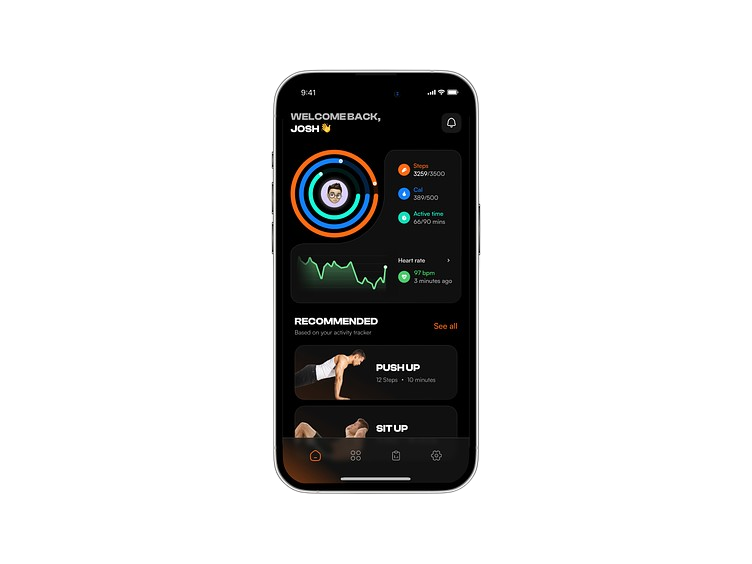 9:41
WELCOME BACK,
JOSH 👋
Steps
3259/3500
Cal
389/500
Active time
66/90 mins
Heart rate
97 bpm
3 minutes ago
RECOMMENDED
See all
Based on your activity tracker
PUSH UP
12 Steps • 10 minutes
SIT UP